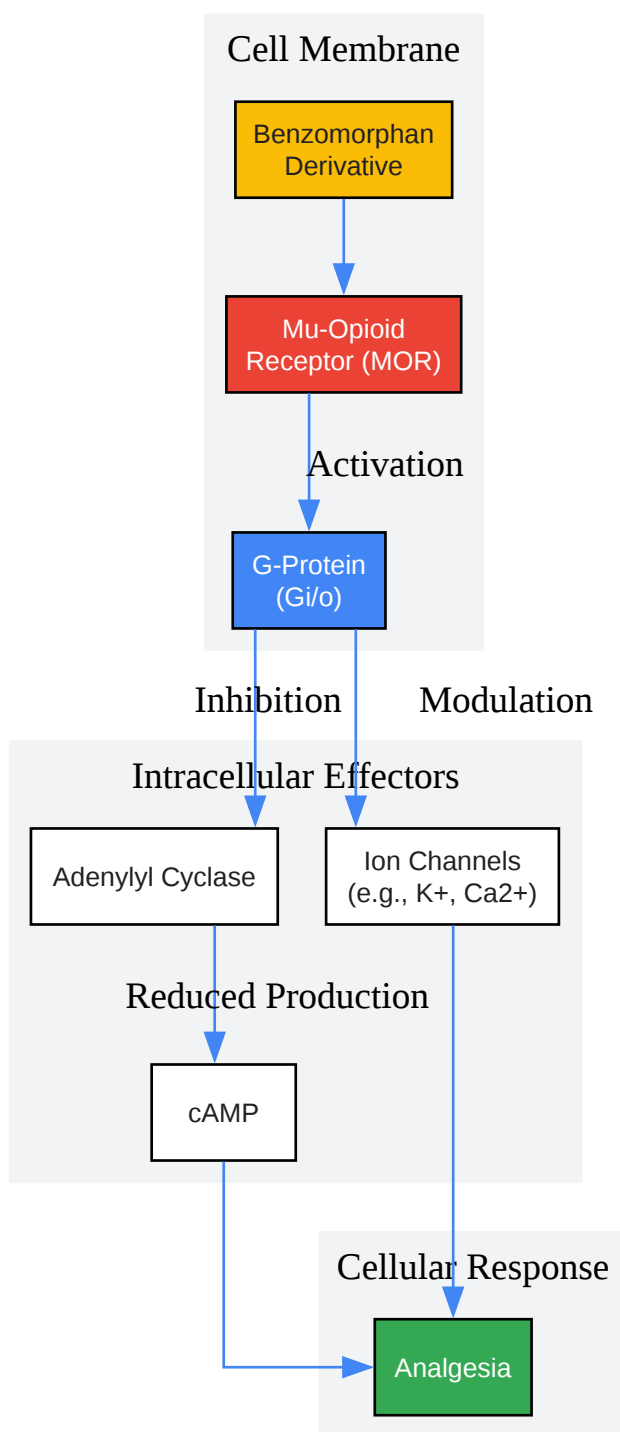 Cell Membrane
Benzomorphan
Derivative
Mu-Opioid
Receptor (MOR)
Activation
G-Protein
(Gi/o)
Inhibition
Modulation
Intracellular Effectors
Adenylyl Cyclase
Ion Channels
(e.g., K+, Ca2+)
Reduced Production
cAMP
Cellular Response
Analgesia